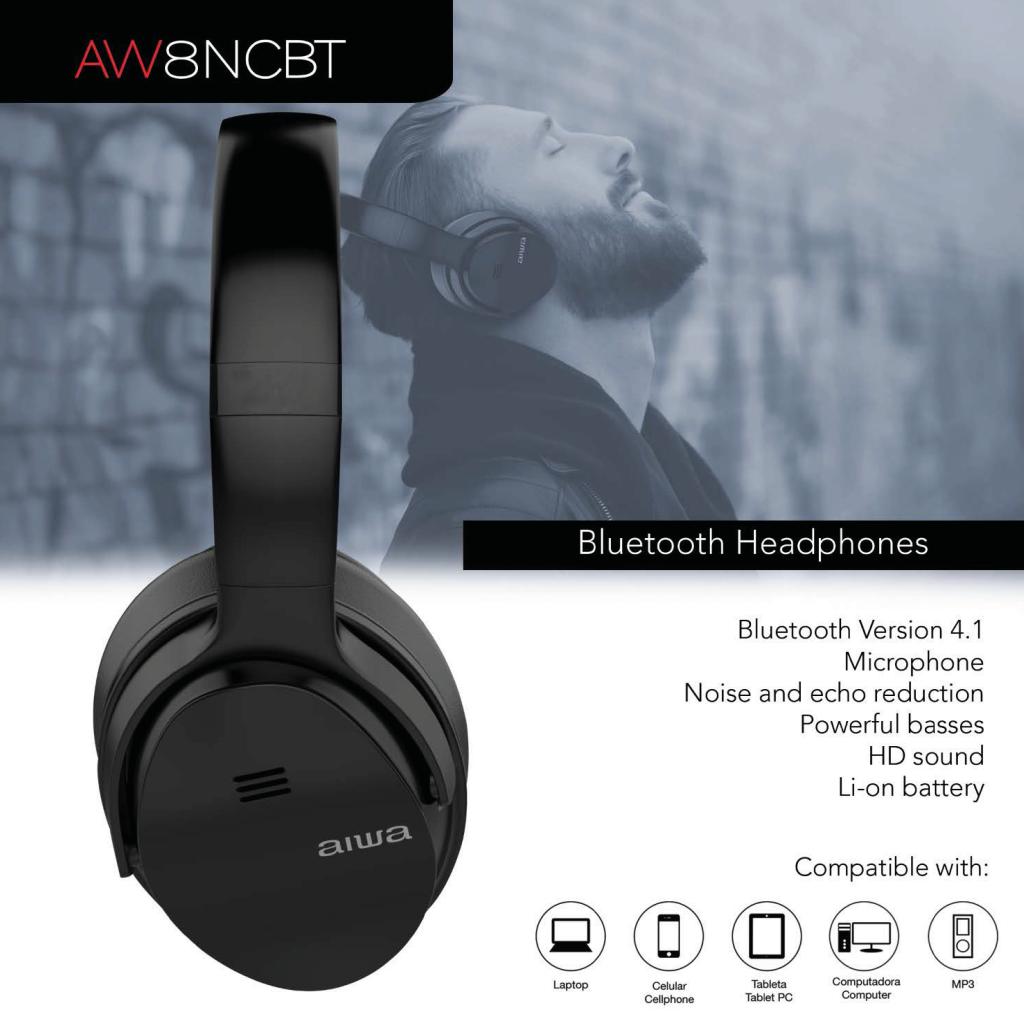 AW8NCBT
aiwa
Bluetooth Headphones
Bluetooth Version 4.1
Microphone
Noise and echo reduction
Powerful basses
HD sound
Li-on battery
aiwa
Compatible with:
Laptop
Celular
Cellphone
Tableta
Tablet PC
Computadora
Computer
MP3